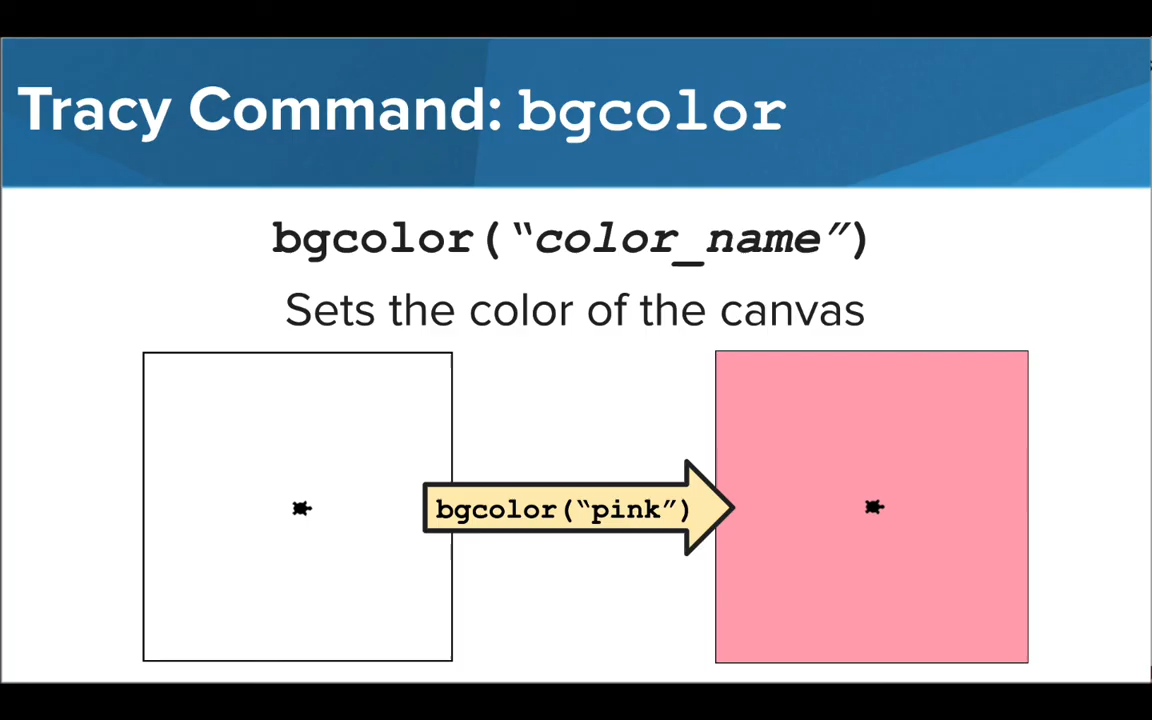 Tracy Command: bgcolor
bgcolor(“color_name”)
Sets the color of the canvas
bgcolor(“pink”)